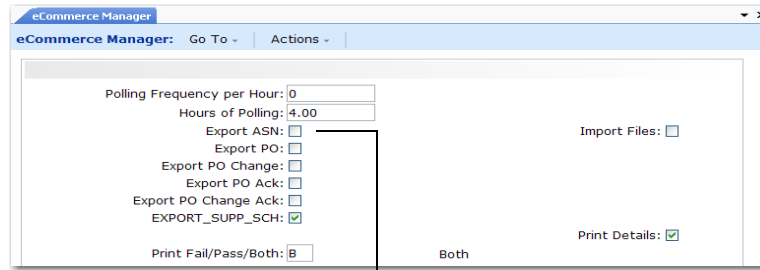 eCommerce Manager
eCommerce Manager: Go To Actions
Polling Frequency per Hour: 0
Hours of Polling: 4.00
Export ASN: Import Files:
Export PO:
Export PO Change:
Export PO Ack:
Export PO Change Ack:
EXPORT_SUPP_SCH:
Print Details:
Print Fail/Pass/Both: B Both